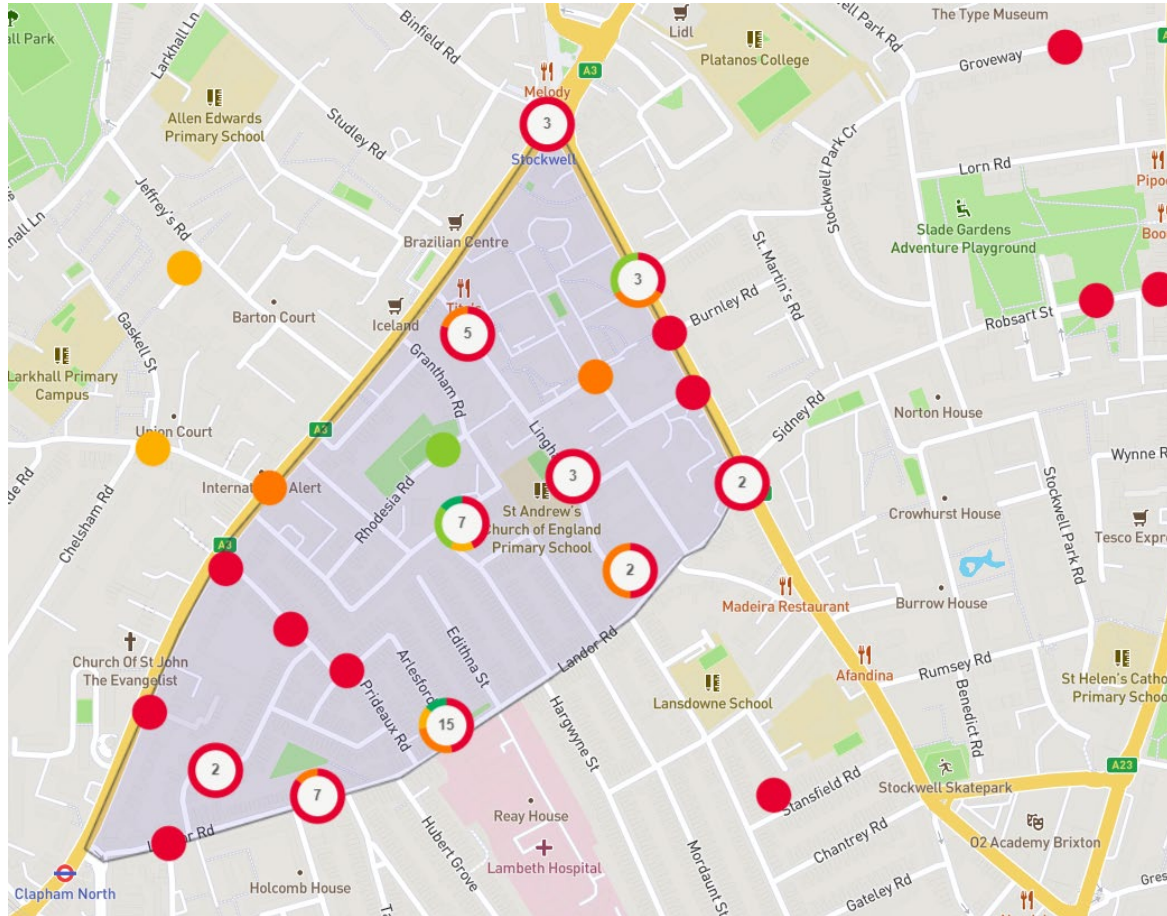 all Park
Larkhall Ln
Binfield Rd
Lidl
ll Park Rd
The Type Museum
Groveway
A3
Platanos College
Melody
Allen Edwards
Primary School
Studley Rd
3
Stockwell
Stockwell Park Cr
Lorn Rd
Jeffrey's Rd
Brazilian Centre
St. Martin's Rd
Slade Gardens
Adventure Playground
3
Burnley Rd
Robsart St
Barton Court
Iceland
5
Gaskell St
Grantham Rd
Larkhall Primary
Campus
Sidney Rd
Norton House
Union Court
A3
Wynne R
Chelsham Rd
Rhodesia Rd
3
2
Stockwell Park Rd
7
St Andrew's
Church of England
Primary School
Crowhurst House
Tesco Expre
A3
2
Madeira Restaurant
Burrow House
Church Of St John
The Evangelist
Edithna St
Landor Rd
Afandina
Rumsey Rd
St Helen's Catho
Primary Schoo
Arlesford
Prideaux Rd
Lansdowne School
Benedict Rd
15
Hargwyne St
2
7
Stansfield Rd
Stockwell Skatepark
A23
Reay House
Hubert Grove
Chantrey Rd
O2 Academy Brixton
Lambeth Hospital
Mordaunt St
Clapham North
Holcomb House
Gateley Rd
Gres